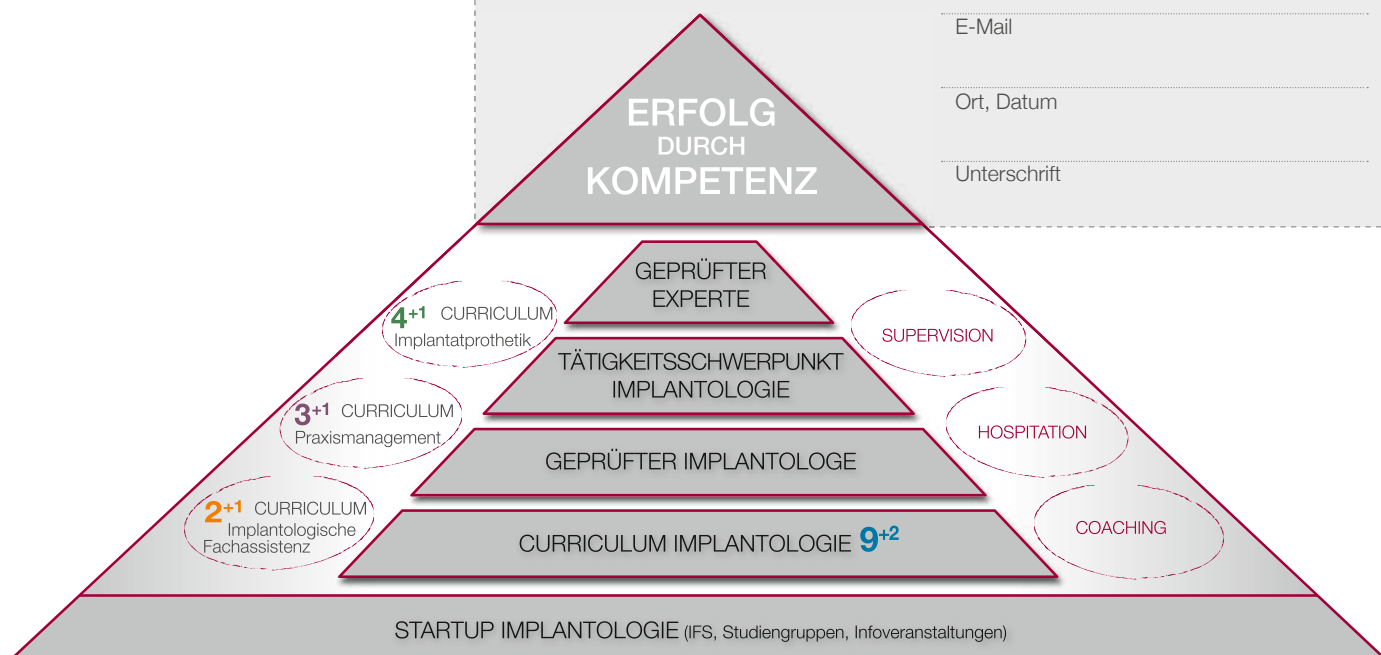 E-Mail
Ort, Datum
Unterschrift
ERFOLG
DURCH
KOMPETENZ
GEPRÜFTER
EXPERTE
4+1 CURRICULUM
Implantatprothetik
SUPERVISION
TÄTIGKEITSSCHWERPUNKT
IMPLANTOLOGIE
3+1 CURRICULUM
Praxismanagement
HOSPITATION
GEPRÜFTER IMPLANTOLOGE
2+1 CURRICULUM
Implantologische
Fachassistenz
COACHING
CURRICULUM IMPLANTOLOGIE 9+2
STARTUP IMPLANTOLOGIE (IFS, Studiengruppen, Infoveranstaltungen)